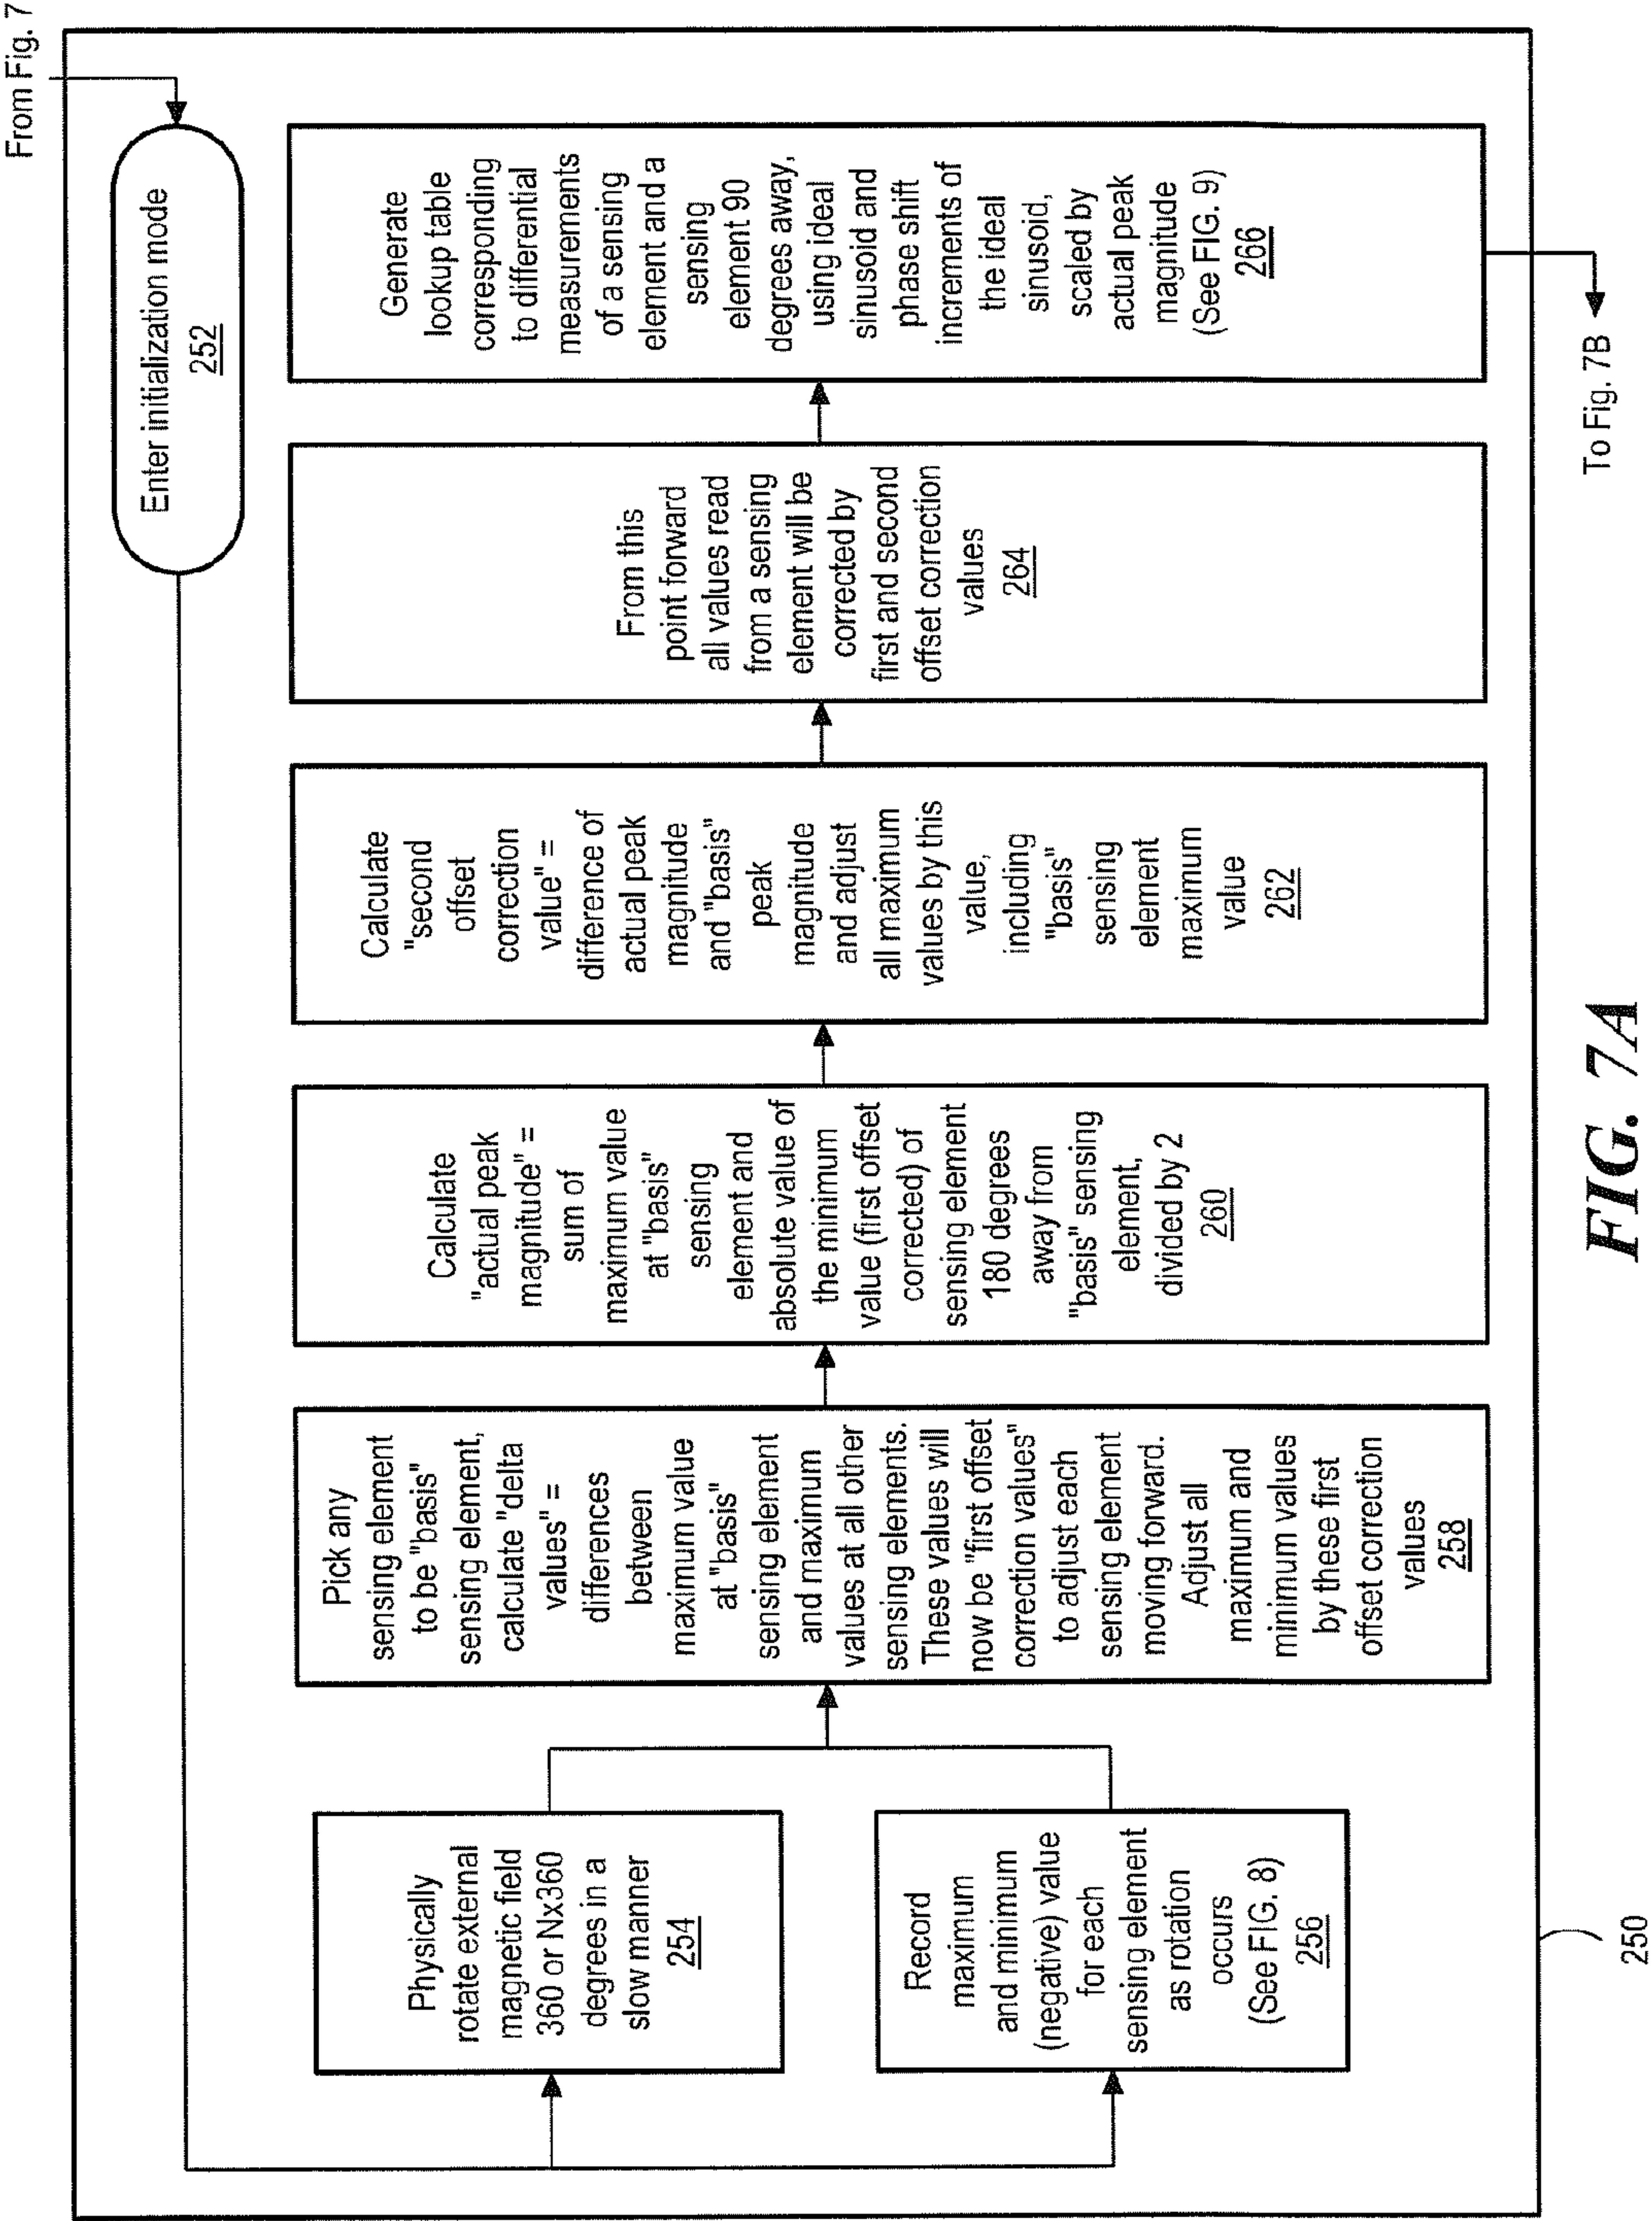 From Fig. 7
Enter initialization mode
252
Physically
rotate external
magnetic field
360 or Nx360
degrees in a
slow manner
254
Record
maximum
and minimum
(negative) value
for each
sensing element
as rotation
occurs
(See FIG. 8)
256
Pick any
sensing element
to be "basis"
sensing element,
calculate "delta
values" =
differences
between
maximum value
at "basis"
sensing element
and maximum
values at all other
sensing elements.
These values will
now be "first offset
correction values"
to adjust each
sensing element
moving forward.
Adjust all
maximum and
minimum values
by these first
offset correction
values
258
Calculate
"actual peak
magnitude" =
sum of
maximum value
at "basis"
sensing
element and
absolute value of
the minimum
value (first offset
corrected) of
sensing element
180 degrees
away from
"basis" sensing
element,
divided by 2
260
Calculate
"second
offset
correction
value" =
difference of
actual peak
magnitude
and "basis"
peak
magnitude
and adjust
all maximum
values by this
value,
including
"basis"
sensing
element
maximum
value
262
From this
point forward
all values read
from a sensing
element will be
corrected by
first and second
offset correction
values
264
Generate
lookup table
corresponding
to differential
measurements
of a sensing
element and a
sensing
element 90
degrees away,
using ideal
sinusoid and
phase shift
increments of
the ideal
sinusoid,
scaled by
actual peak
magnitude
(See FIG. 9)
266
To Fig. 7B
250
FIG. 7A